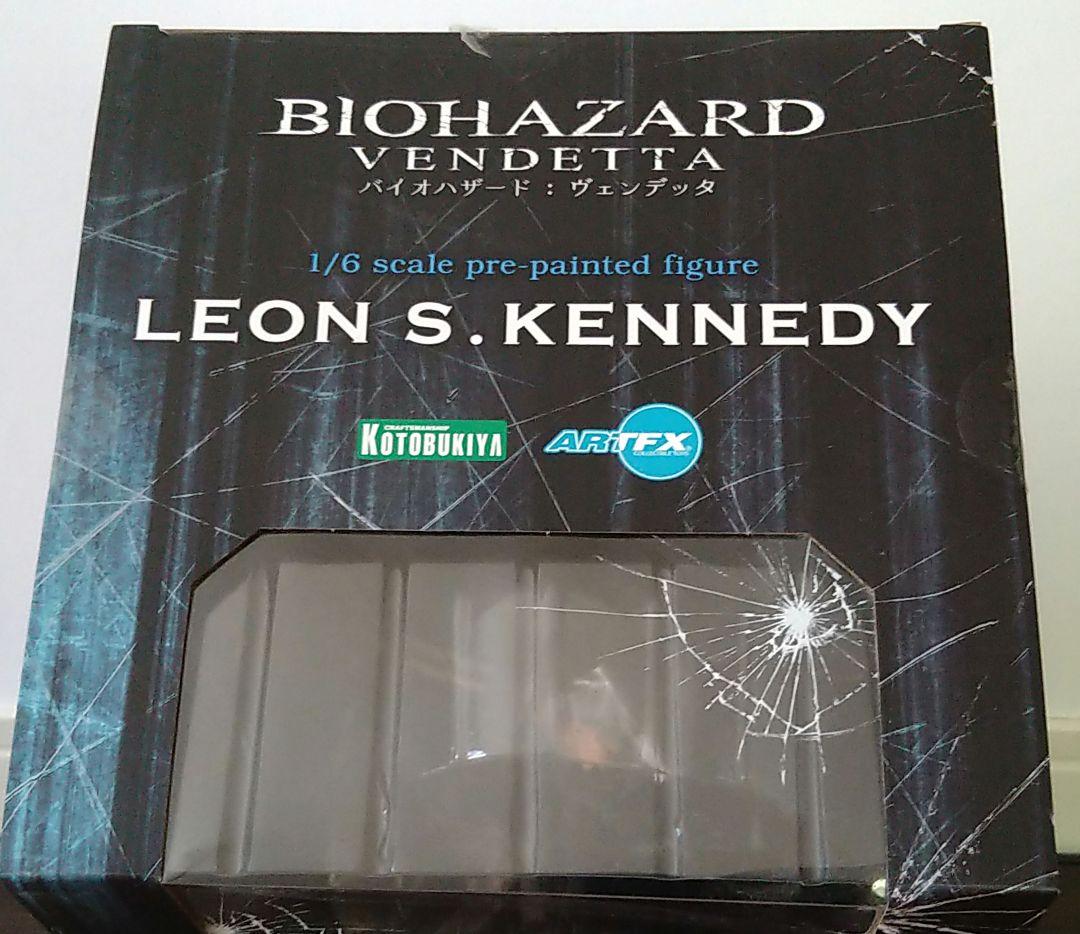 BIOHAZARD
VENDETTA
バイオハザード : ヴェンデッタ
1/6 scale pre-painted figure
LEON S. KENNEDY
CRAFTSMANSHIP
KOTOBUKIYA
ARTFX®